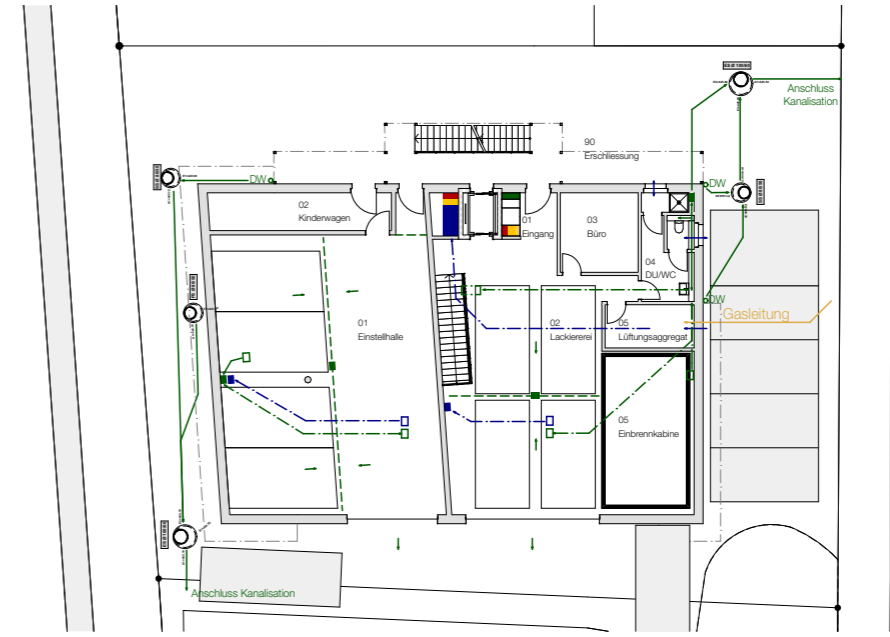 Anschluss
Kanalisation
90
Erschliessung
DW
DW
02
Kinderwagen
01
Eingang
03
Büro
04
DU/WC
DW
Gasleitung
01
Einstellhalle
02
Lackiererei
05
Lüftungsaggregat
05
Einbrennkabine
Anschluss Kanalisation